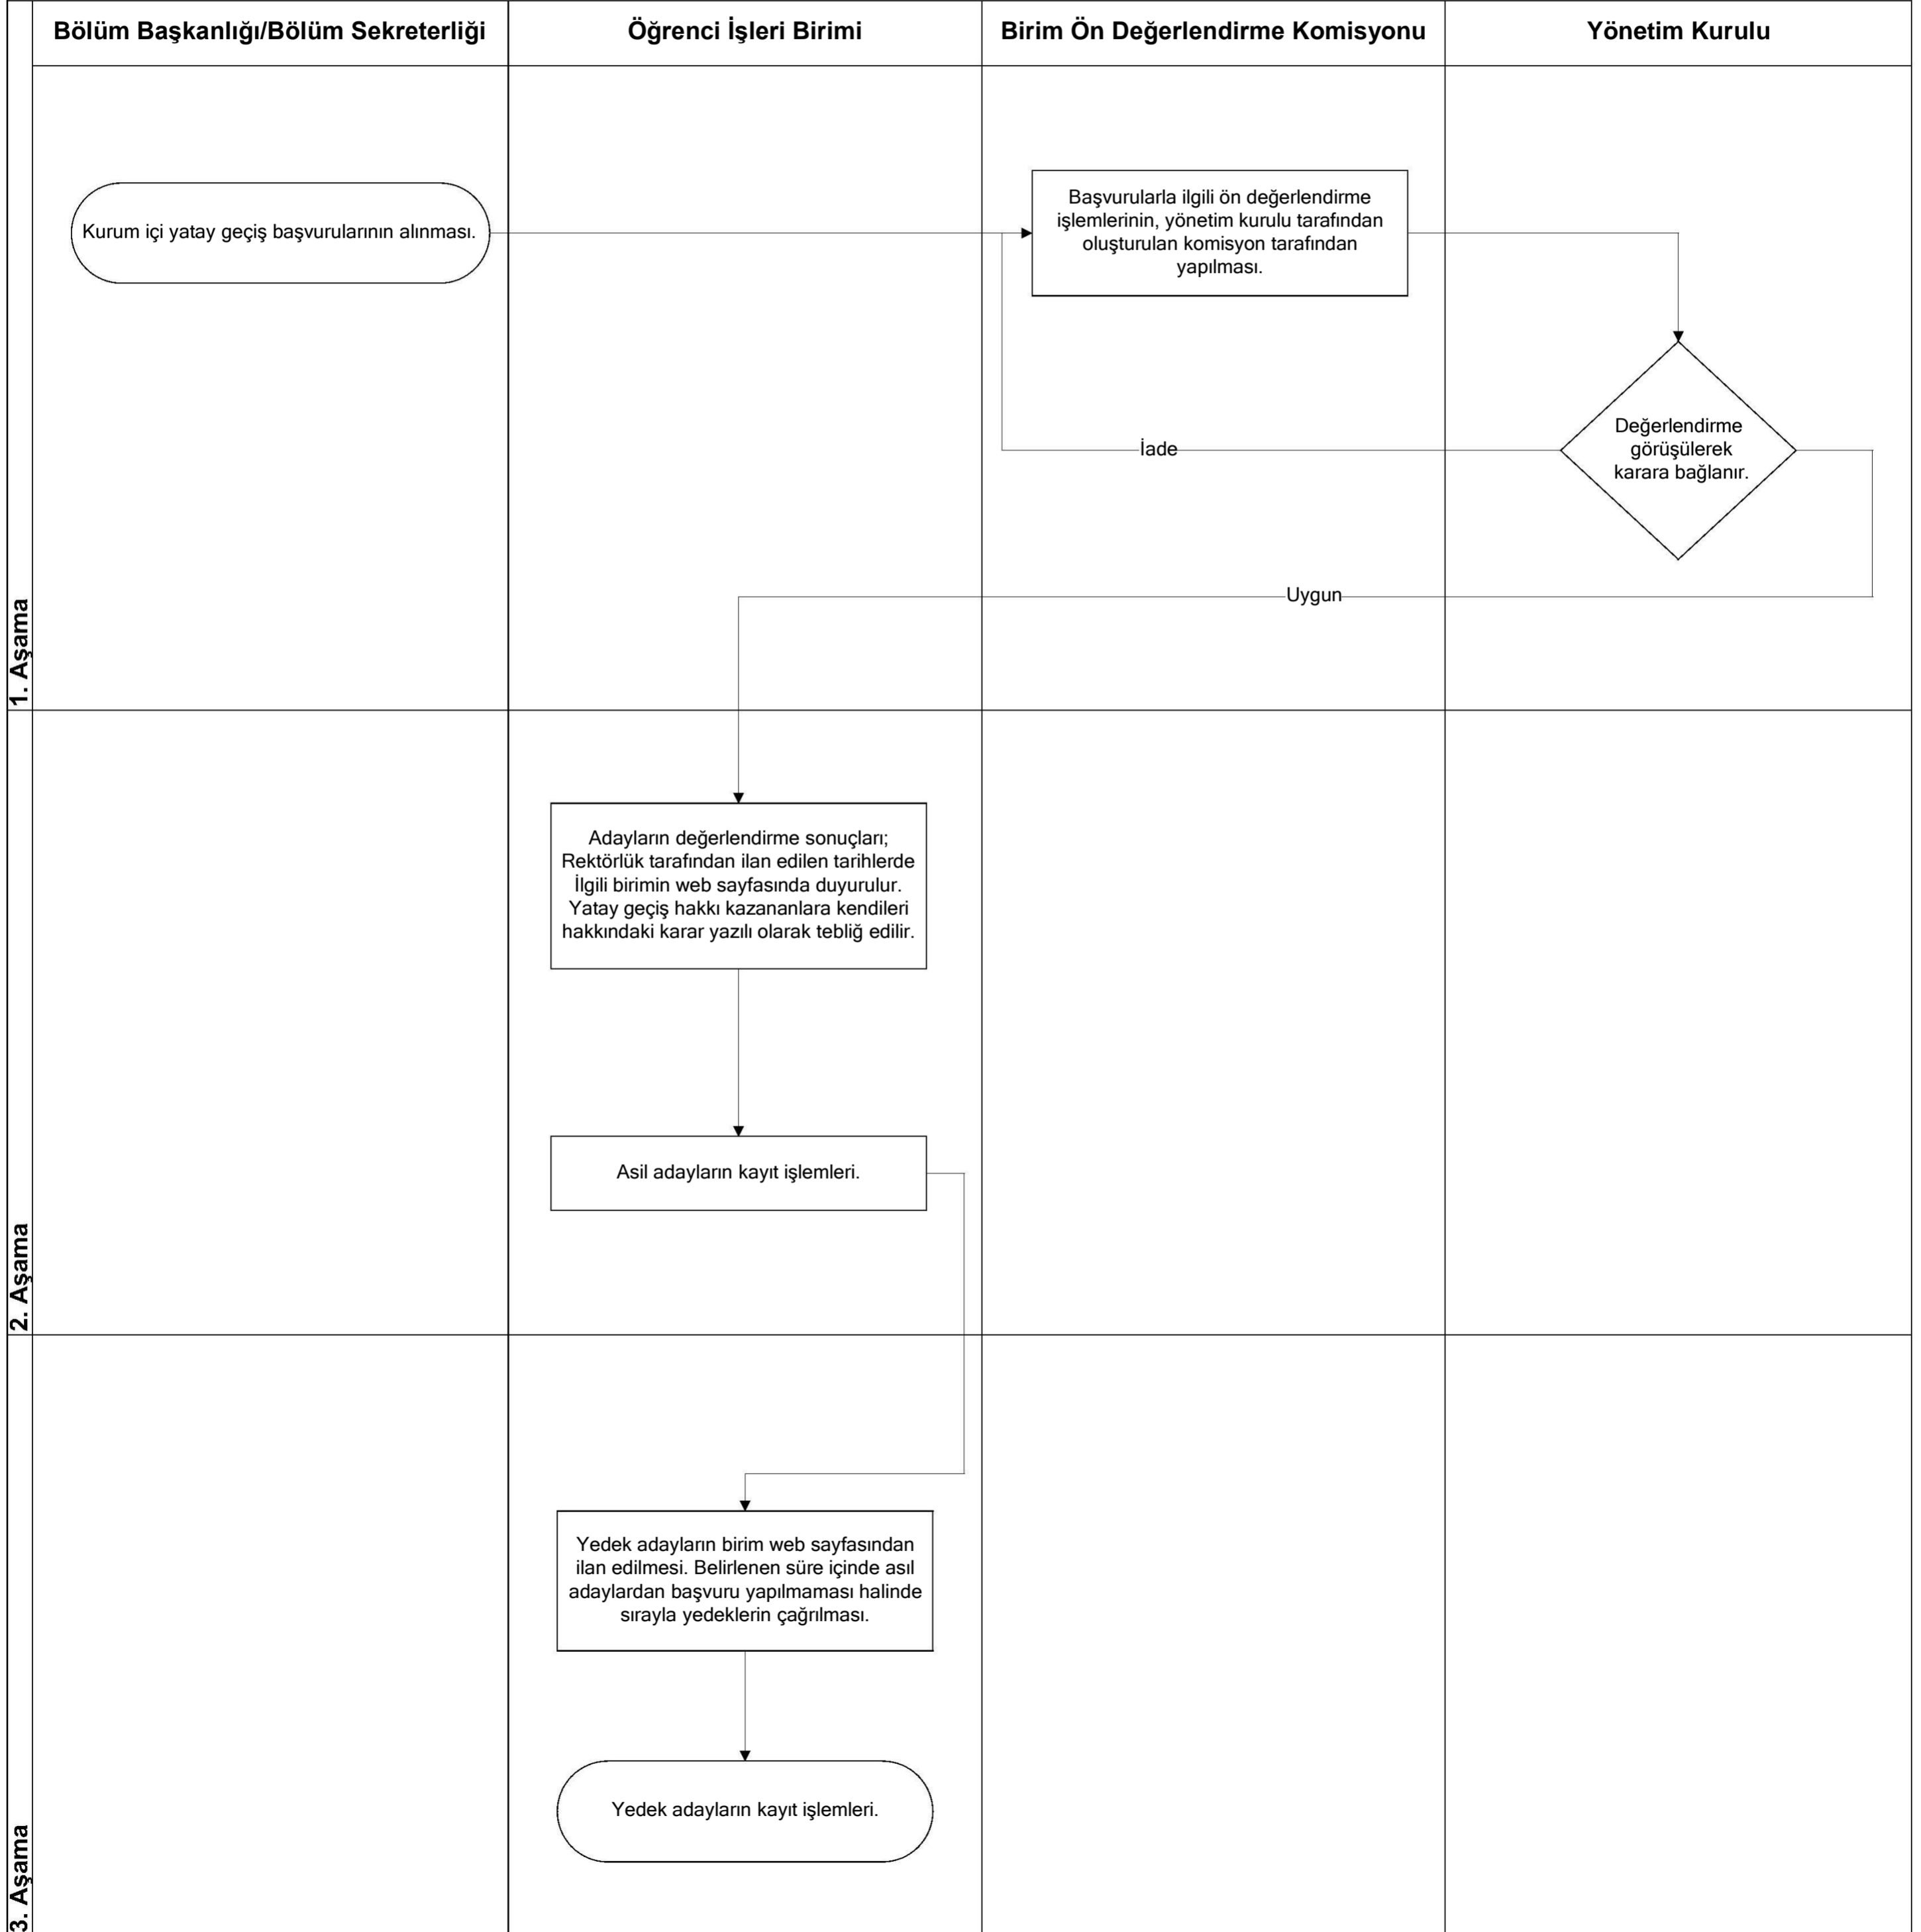 Bölüm Başkanlığı/Bölüm Sekreterliği
Öğrenci İşleri Birimi
Birim Ön Değerlendirme Komisyonu
Yönetim Kurulu
1. Aşama
Kurum içi yatay geçiş başvurularının alınması.
Başvurularla ilgili ön değerlendirme
işlemlerinin, yönetim kurulu tarafından
oluşturulan komisyon tarafından
yapılması.
Değerlendirme
görüşülerek
karara bağlanır.
İade
Uygun
2. Aşama
Adayların değerlendirme sonuçları;
Rektörlük tarafından ilan edilen tarihlerde
İlgili birimin web sayfasında duyurulur.
Yatay geçiş hakkı kazananlara kendileri
hakkındaki karar yazılı olarak tebliğ edilir.
Asil adayların kayıt işlemleri.
3. Aşama
Yedek adayların birim web sayfasından
ilan edilmesi. Belirlenen süre içinde asıl
adaylardan başvuru yapılmaması halinde
sırayla yedeklerin çağrılması.
Yedek adayların kayıt işlemleri.